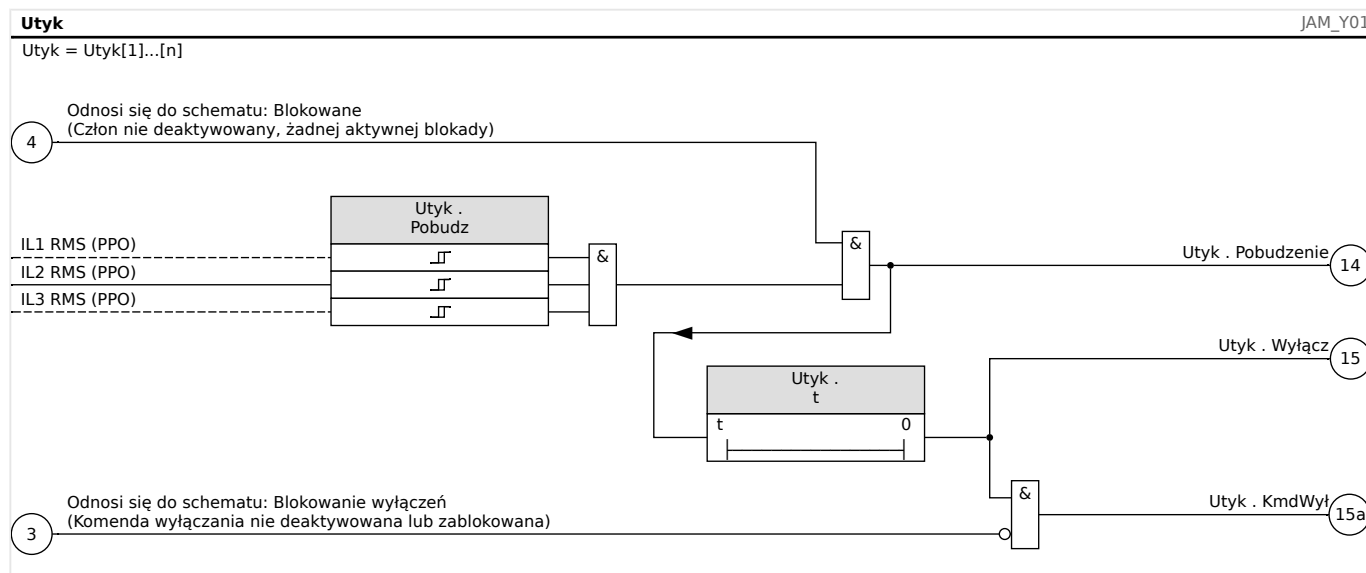 Utyk
JAM_Y01
Utyk = Utyk[1]...[n]
Odnosi się do schematu: Blokowane
(Człon nie deaktywowany, żadnej aktywnej blokady)
4
Utyk .
Pobudz
IL1 RMS (PPO)
IL2 RMS (PPO)
IL3 RMS (PPO)
&
&
Utyk . Pobudzenie
14
Utyk . Wyłącz
15
Utyk .
t
t
0
Odnosi się do schematu: Blokowanie wyłączeń
(Komenda wyłączania nie deaktywowana lub zablokowana)
3
&
Utyk . KmdWył
15a